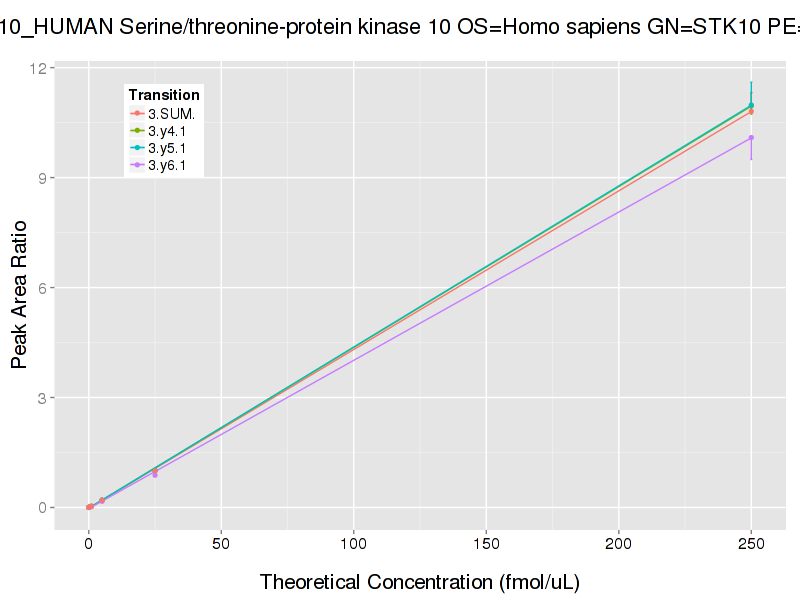 10_HUMAN Serine/threonine-protein kinase 10 OS=Homo sapiens GN=STK10 PE=
12
9
6
3
0
Peak Area Ratio
Transition
3.SUM.
3.y4.1
3.y5.1
3.y6.1
0 50 100 150 200 250
Theoretical Concentration (fmol/uL)